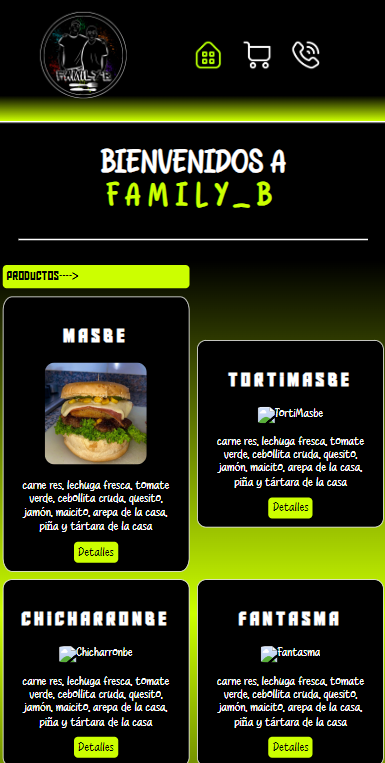 FAMILY B
BIENVENIDOS A
FAMILY_B
PRODUCTOS---->
MASBE
carne res, lechuga fresca, tomate
verde, cebollita cruda, quesito,
jamón, maicito, arepa de la casa,
piña y tártara de la casa
Detalles
TORTIMASBE
TortiMasbe
carne res, lechuga fresca, tomate
verde, cebollita cruda, quesito,
jamón, maicito, arepa de la casa,
piña y tártara de la casa
Detalles
CHICHARRONBE
Chicharronbe
carne res, lechuga fresca, tomate
verde, cebollita cruda, quesito,
jamón, maicito, arepa de la casa,
piña y tártara de la casa
Detalles
FANTASMA
Fantasma
carne res, lechuga fresca, tomate
verde, cebollita cruda, quesito,
jamón, maicito, arepa de la casa,
piña y tártara de la casa
Detalles